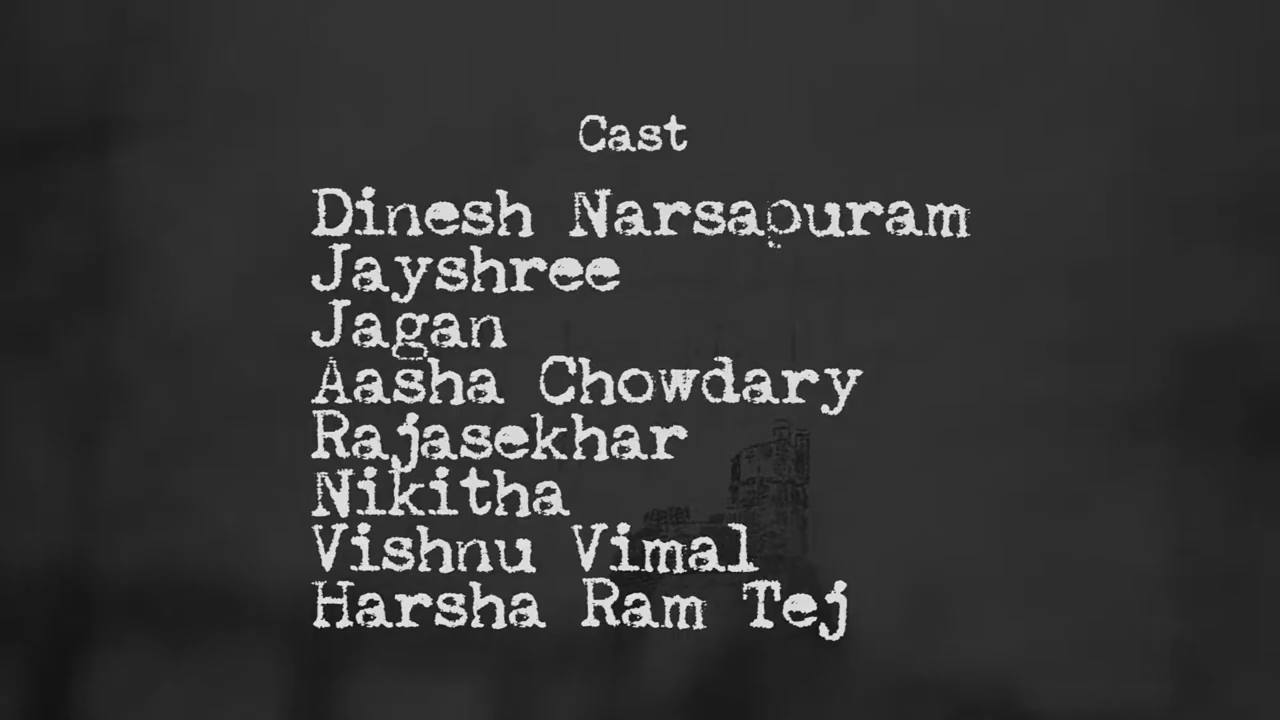 Cast
Dinesh Narsapuram
Jayshree
Jagan
Aasha Chowdary
Rajasekhar
Nikitha
Vishnu Vimal
Harsha Ram Tej